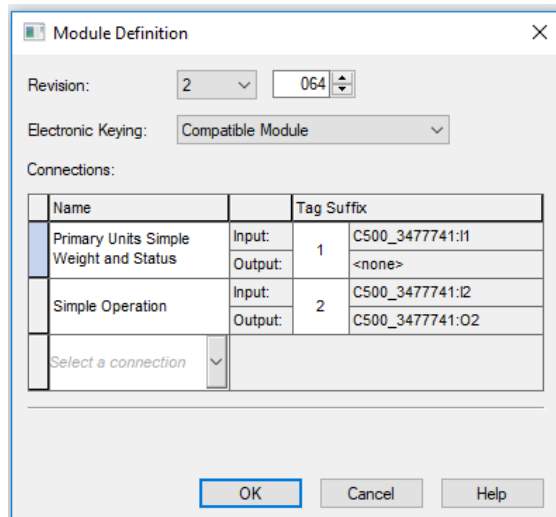 Module Definition
Revision: 2 064
Electronic Keying: Compatible Module
Connections:
Name Tag Suffix
Primary Units Simple Weight and Status Input: 1 C500_3477741:I1
Output: <none>
Simple Operation Input: 2 C500_3477741:I2
Output: C500_3477741:O2
Select a connection
OK Cancel Help